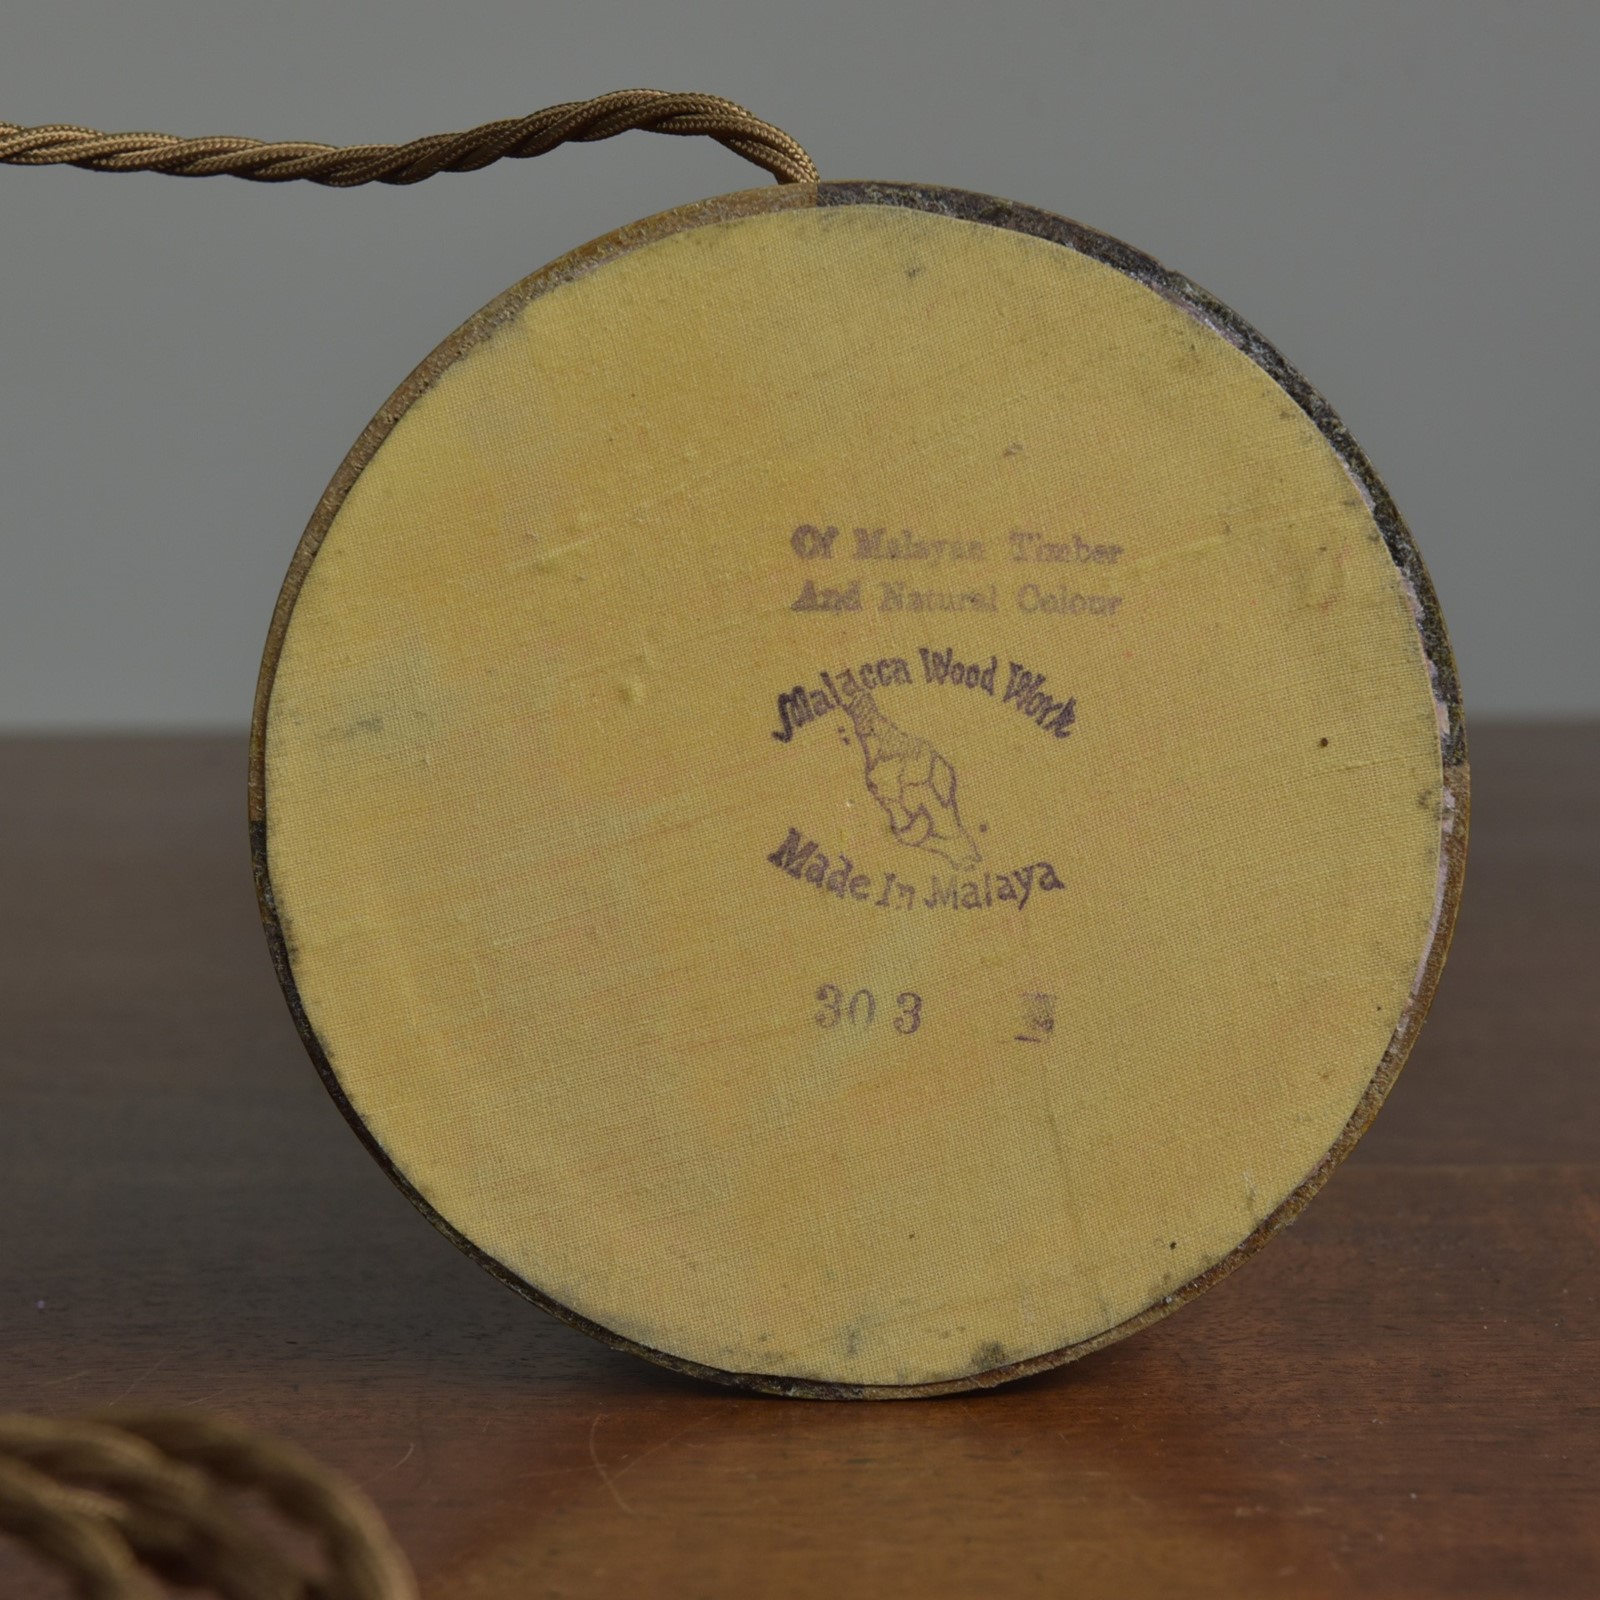 Of Malayan Timber
And Natural Colour
Malacca Wood Work
Made In Malaya
303